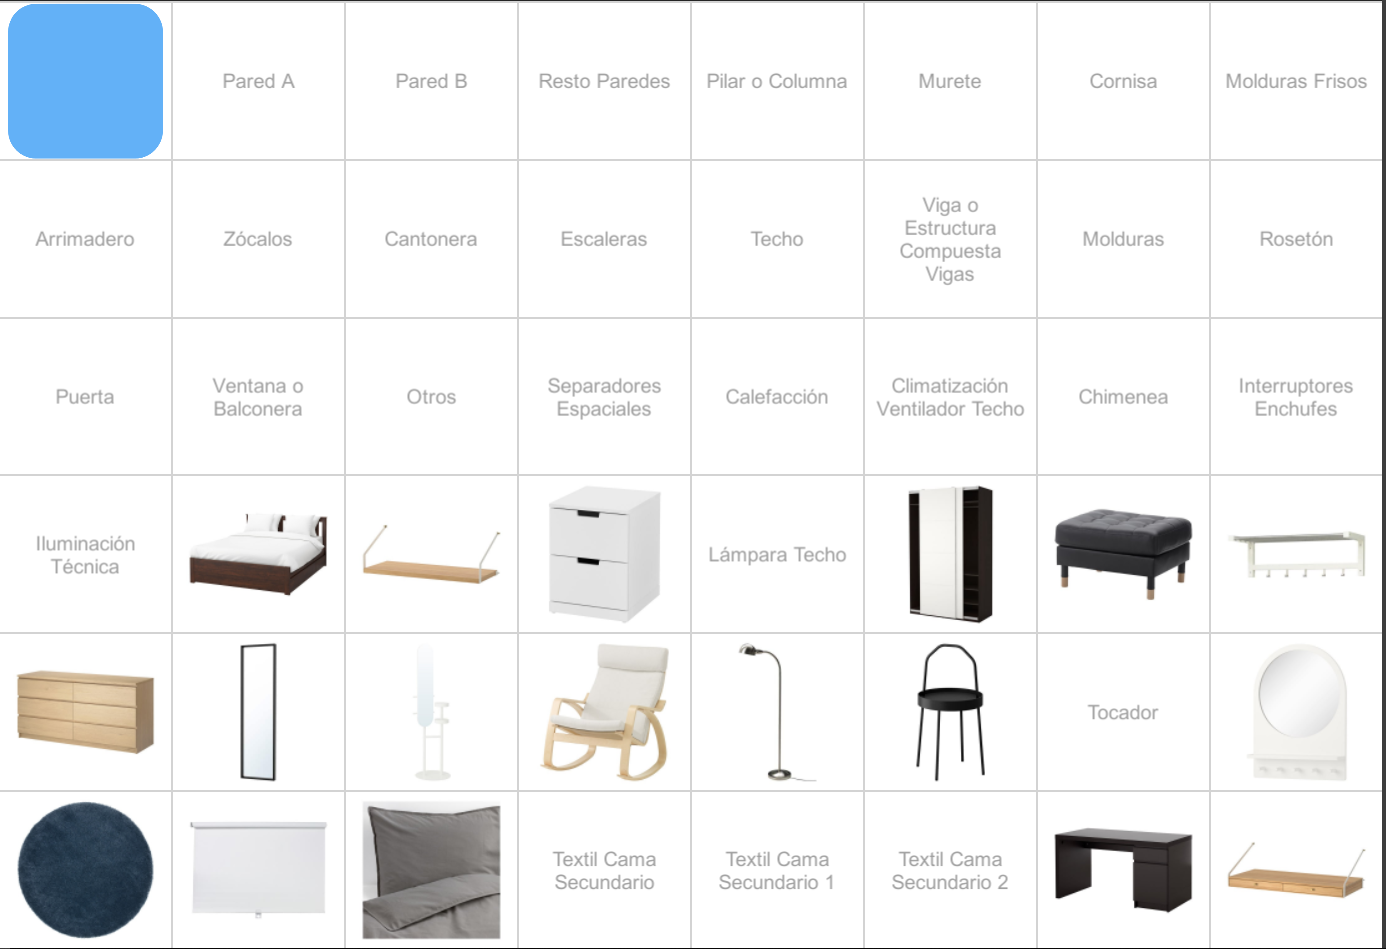 Pared A
Pared B
Resto Paredes
Pilar o Columna
Murete
Cornisa
Molduras Frisos
Arrimadero
Zócalos
Cantonera
Escaleras
Techo
Viga o
Estructura
Compuesta
Vigas
Molduras
Rosetón
Puerta
Ventana o
Balconera
Otros
Separadores
Espaciales
Calefacción
Climatización
Ventilador Techo
Chimenea
Interruptores
Enchufes
Iluminación
Técnica
Lámpara Techo
Tocador
Textil Cama
Secundario
Textil Cama
Secundario 1
Textil Cama
Secundario 2